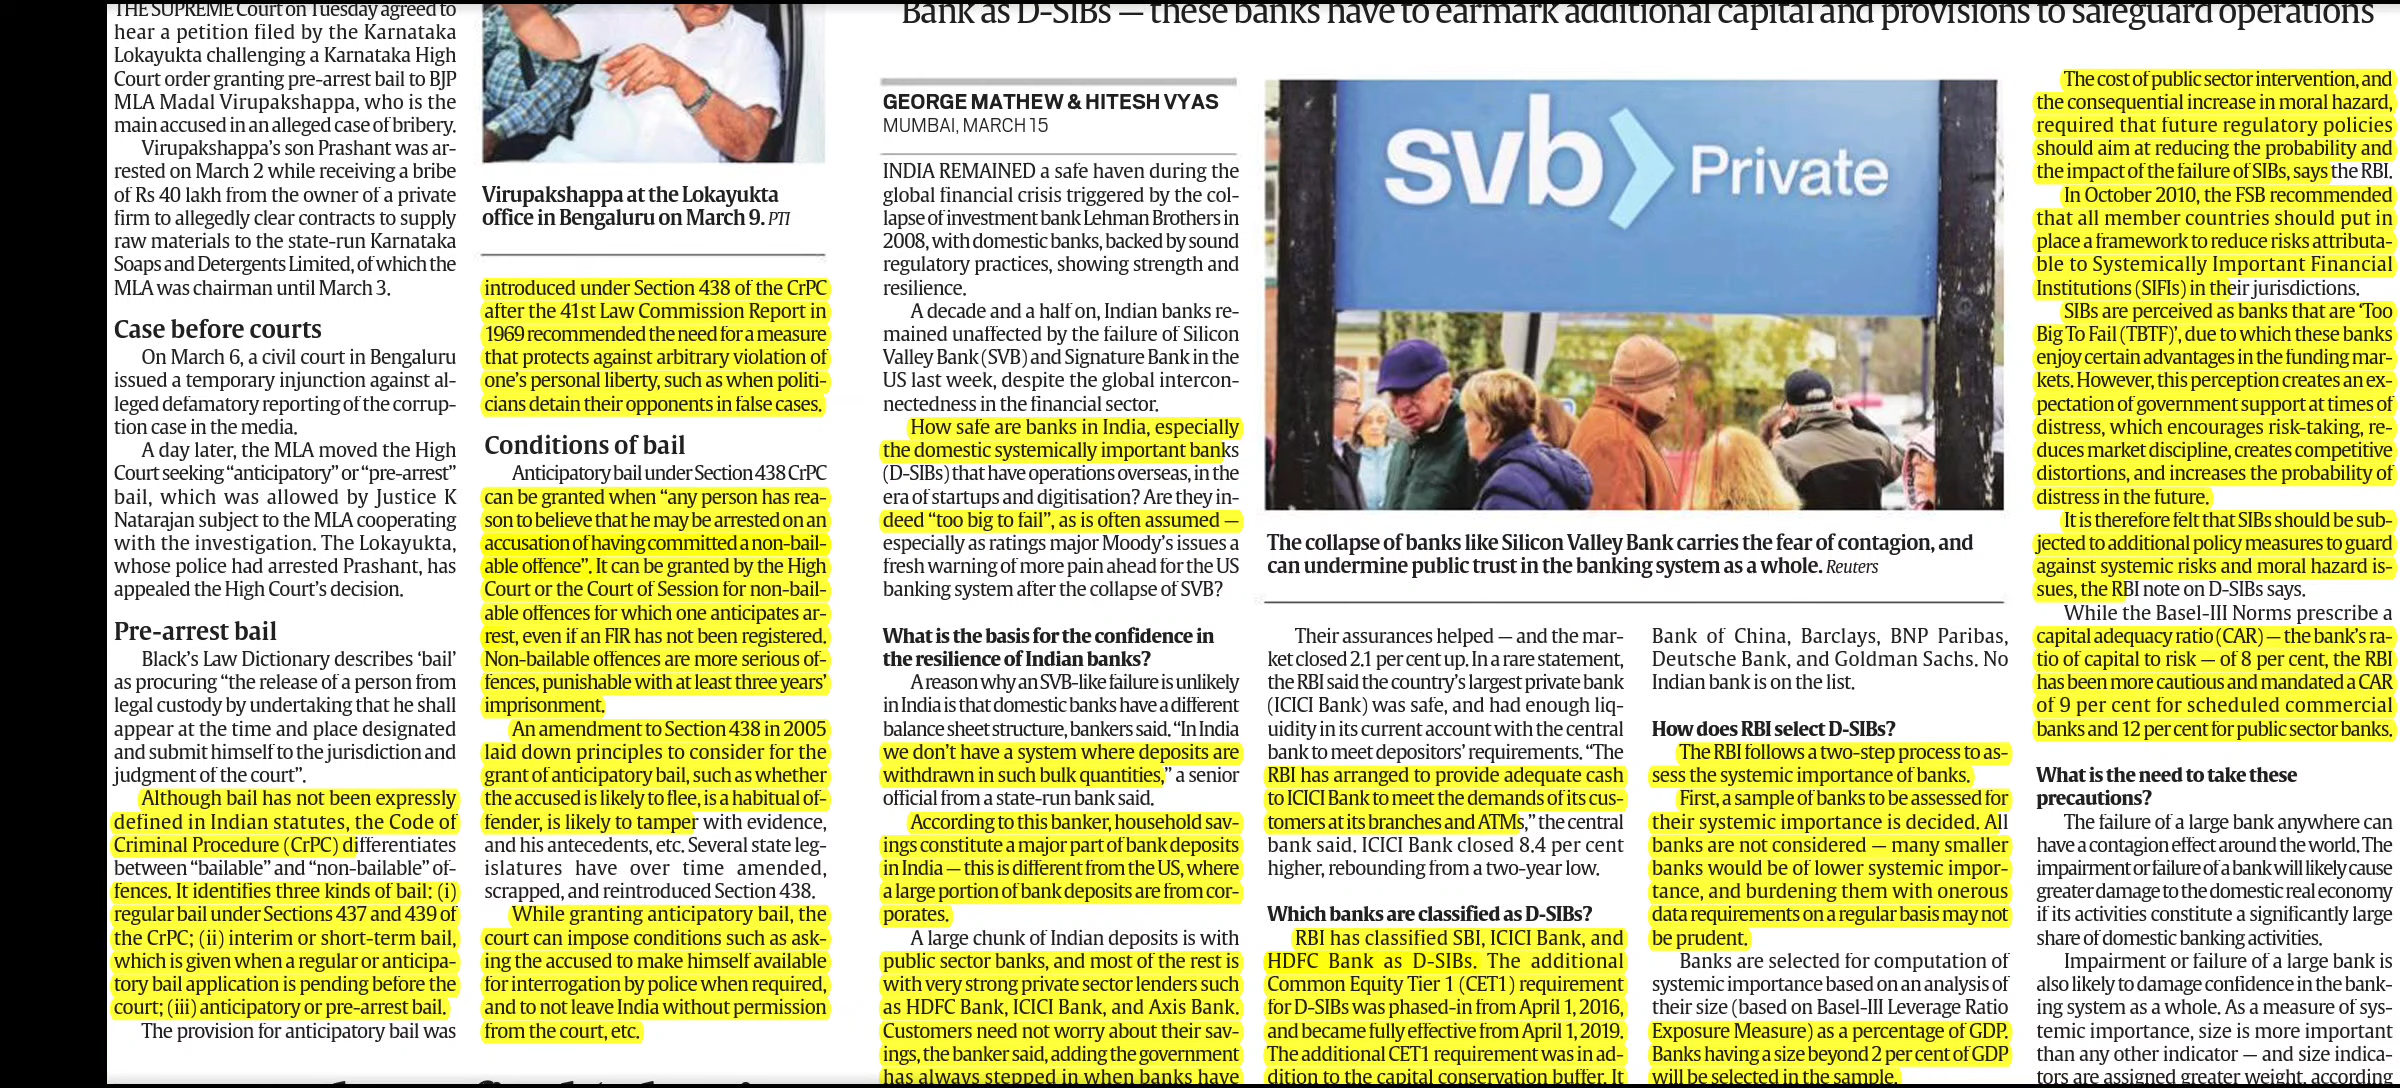 Bank as D-SIBs — these banks have to earmark additional capital and provisions to safeguard operations
THE SUPREME Court on Tuesday agreed to
hear a petition filed by the Karnataka
Lokayukta challenging a Karnataka High
Court order granting pre-arrest bail to BJP
MLA Madal Virupakshappa, who is the
main accused in an alleged case of bribery.
Virupakshappa's son Prashant was ar-
rested on March 2 while receiving a bribe
of Rs 40 lakh from the owner of a private
firm to allegedly clear contracts to supply
raw materials to the state-run Karnataka
Soaps and Detergents Limited, of which the
MLA was chairman until March 3.
Case before courts
On March 6, a civil court in Bengaluru
issued a temporary injunction against al-
leged defamatory reporting of the corrup-
tion case in the media.
A day later, the MLA moved the High
Court seeking “anticipatory” or “pre-arrest”
bail, which was allowed by Justice K
Natarajan subject to the MLA cooperating
with the investigation. The Lokayukta,
whose police had arrested Prashant, has
appealed the High Court's decision.
Pre-arrest bail
Black's Law Dictionary describes ‘bail’
as procuring “the release of a person from
legal custody by undertaking that he shall
appear at the time and place designated
and submit himself to the jurisdiction and
judgment of the court”.
Although bail has not been expressly
defined in Indian statutes, the Code of
Criminal Procedure (CrPC) differentiates
between “bailable” and “non-bailable” of-
fences. It identifies three kinds of bail: (i)
regular bail under Sections 437 and 439 of
the CrPC; (ii) interim or short-term bail,
which is given when a regular or anticipa-
tory bail application is pending before the
court; (iii) anticipatory or pre-arrest bail.
The provision for anticipatory bail was
Virupakshappa at the Lokayukta
office in Bengaluru on March 9. PTI
introduced under Section 438 of the CrPC
after the 41st Law Commission Report in
1969 recommended the need for a measure
that protects against arbitrary violation of
one's personal liberty, such as when politi-
cians detain their opponents in false cases.
Conditions of bail
Anticipatory bail under Section 438 CrPC
can be granted when “any person has rea-
son to believe that he may be arrested on an
accusation of having committed a non-bail-
able offence”. It can be granted by the High
Court or the Court of Session for non-bail-
able offences for which one anticipates ar-
rest, even if an FIR has not been registered.
Non-bailable offences are more serious of-
fences, punishable with at least three years’
imprisonment.
An amendment to Section 438 in 2005
laid down principles to consider for the
grant of anticipatory bail, such as whether
the accused is likely to flee, is a habitual of-
fender, is likely to tamper with evidence,
and his antecedents, etc. Several state leg-
islatures have over time amended,
scrapped, and reintroduced Section 438.
While granting anticipatory bail, the
court can impose conditions such as ask-
ing the accused to make himself available
for interrogation by police when required,
and to not leave India without permission
from the court, etc.
GEORGE MATHEW & HITESH VYAS
MUMBAI, MARCH 15
INDIA REMAINED a safe haven during the
global financial crisis triggered by the col-
lapse of investment bank Lehman Brothers in
2008, with domestic banks, backed by sound
regulatory practices, showing strength and
resilience.
A decade and a half on, Indian banks re-
mained unaffected by the failure of Silicon
Valley Bank (SVB) and Signature Bank in the
US last week, despite the global intercon-
nectedness in the financial sector.
How safe are banks in India, especially
the domestic systemically important banks
(D-SIBs) that have operations overseas, in the
era of startups and digitisation? Are they in-
deed “too big to fail”, as is often assumed —
especially as ratings major Moody's issues a
fresh warning of more pain ahead for the US
banking system after the collapse of SVB?
What is the basis for the confidence in
the resilience of Indian banks?
A reason why an SVB-like failure is unlikely
in India is that domestic banks have a different
balance sheet structure, bankers said. “In India
we don't have a system where deposits are
withdrawn in such bulk quantities,” a senior
official from a state-run bank said.
According to this banker, household sav-
ings constitute a major part of bank deposits
in India — this is different from the US, where
a large portion of bank deposits are from cor-
porates.
A large chunk of Indian deposits is with
public sector banks, and most of the rest is
with very strong private sector lenders such
as HDFC Bank, ICICI Bank, and Axis Bank.
Customers need not worry about their sav-
ings, the banker said, adding the government
has always stepped in when banks have
svb Private
The collapse of banks like Silicon Valley Bank carries the fear of contagion, and
can undermine public trust in the banking system as a whole. Reuters
Their assurances helped — and the mar-
ket closed 2.1 per cent up. In a rare statement,
the RBI said the country's largest private bank
(ICICI Bank) was safe, and had enough liq-
uidity in its current account with the central
bank to meet depositors' requirements. “The
RBI has arranged to provide adequate cash
to ICICI Bank to meet the demands of its cus-
tomers at its branches and ATMs,” the central
bank said. ICICI Bank closed 8.4 per cent
higher, rebounding from a two-year low.
Which banks are classified as D-SIBs?
RBI has classified SBI, ICICI Bank, and
HDFC Bank as D-SIBs. The additional
Common Equity Tier 1 (CET1) requirement
for D-SIBs was phased-in from April 1, 2016,
and became fully effective from April 1, 2019.
The additional CET1 requirement was in ad-
dition to the capital conservation buffer. It
Bank of China, Barclays, BNP Paribas,
Deutsche Bank, and Goldman Sachs. No
Indian bank is on the list.
How does RBI select D-SIBs?
The RBI follows a two-step process to as-
sess the systemic importance of banks.
First, a sample of banks to be assessed for
their systemic importance is decided. All
banks are not considered — many smaller
banks would be of lower systemic impor-
tance, and burdening them with onerous
data requirements on a regular basis may not
be prudent.
Banks are selected for computation of
systemic importance based on an analysis of
their size (based on Basel-III Leverage Ratio
Exposure Measure) as a percentage of GDP.
Banks having a size beyond 2 per cent of GDP
will be selected in the sample.
The cost of public sector intervention, and
the consequential increase in moral hazard,
required that future regulatory policies
should aim at reducing the probability and
the impact of the failure of SIBs, says the RBI.
In October 2010, the FSB recommended
that all member countries should put in
place a framework to reduce risks attributa-
ble to Systemically Important Financial
Institutions (SIFIs) in their jurisdictions.
SIBs are perceived as banks that are ‘Too
Big To Fail (TBTF)’, due to which these banks
enjoy certain advantages in the funding mar-
kets. However, this perception creates an ex-
pectation of government support at times of
distress, which encourages risk-taking, re-
duces market discipline, creates competitive
distortions, and increases the probability of
distress in the future.
It is therefore felt that SIBs should be sub-
jected to additional policy measures to guard
against systemic risks and moral hazard is-
sues, the RBI note on D-SIBs says.
While the Basel-III Norms prescribe a
capital adequacy ratio (CAR) — the bank's ra-
tio of capital to risk — of 8 per cent, the RBI
has been more cautious and mandated a CAR
of 9 per cent for scheduled commercial
banks and 12 per cent for public sector banks.
What is the need to take these
precautions?
The failure of a large bank anywhere can
have a contagion effect around the world. The
impairment or failure of a bank will likely cause
greater damage to the domestic real economy
if its activities constitute a significantly large
share of domestic banking activities.
Impairment or failure of a large bank is
also likely to damage confidence in the bank-
ing system as a whole. As a measure of sys-
temic importance, size is more important
than any other indicator — and size indica-
tors are assigned greater weight, according